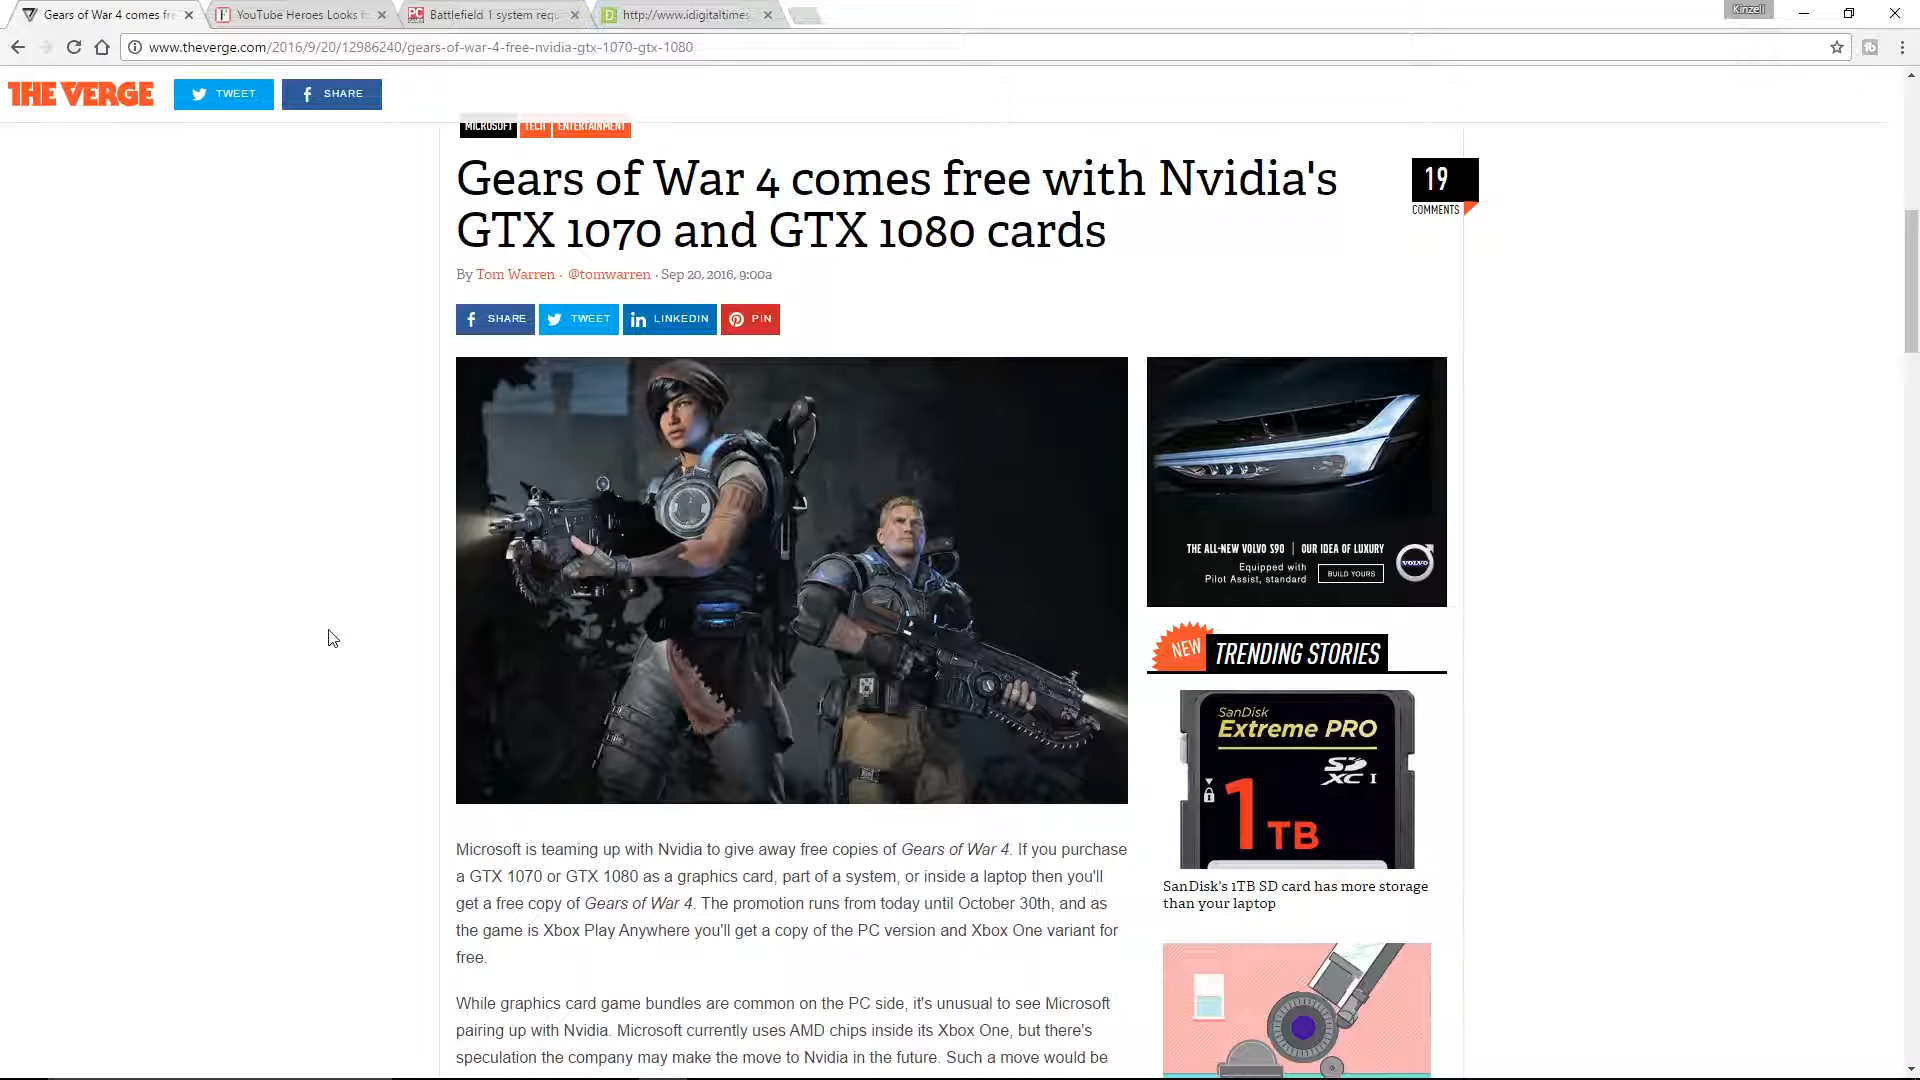 Gears of War 4 comes fr
YouTube Heroes Looks
Battlefield 1 system requ
http://www.idigitaltimes
Kinzell
www.theverge.com/2016/9/20/12986240/gears-of-war-4-free-nvidia-gtx-1070-gtx-1080
THE VERGE
TWEET
SHARE
MICROSOFT
TECH
ENTERTAINMENT
Gears of War 4 comes free with Nvidia's
GTX 1070 and GTX 1080 cards
19
COMMENTS
By Tom Warren · @tomwarren · Sep 20, 2016, 9:00a
SHARE
TWEET
LINKEDIN
PIN
THE ALL-NEW VOLVO S90 | OUR IDEA OF LUXURY
Equipped with
Pilot Assist, standard
BUILD YOURS
VOLVO
NEW
TRENDING STORIES
SanDisk
Extreme PRO
SD
XC I
1 TB
SanDisk's 1TB SD card has more storage
than your laptop
Microsoft is teaming up with Nvidia to give away free copies of Gears of War 4. If you purchase
a GTX 1070 or GTX 1080 as a graphics card, part of a system, or inside a laptop then you'll
get a free copy of Gears of War 4. The promotion runs from today until October 30th, and as
the game is Xbox Play Anywhere you'll get a copy of the PC version and Xbox One variant for
free.
While graphics card game bundles are common on the PC side, it's unusual to see Microsoft
pairing up with Nvidia. Microsoft currently uses AMD chips inside its Xbox One, but there's
speculation the company may make the move to Nvidia in the future. Such a move would be